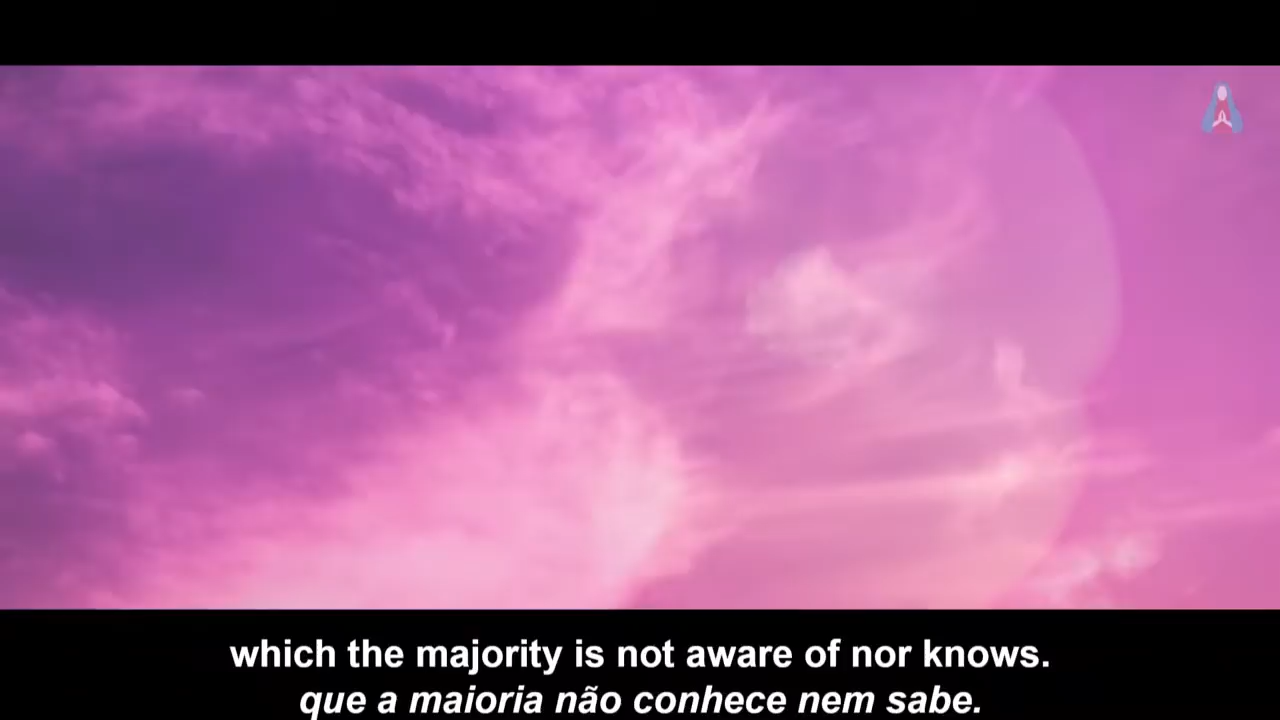 which the majority is not aware of nor knows.
que a maioria não conhece nem sabe.